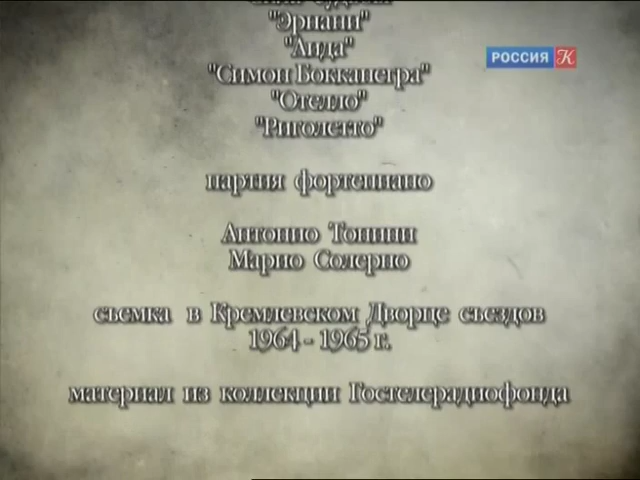 "Эрнани"
"Аида"
"Симон Бокканегра"
"Отелло"
"Риголетто"
РОССИЯ К
партия фортепиано
Антонио Тонини
Марио Солерно
съемка в Кремлевском Дворце съездов
1964 - 1965 г.
материал из коллекции Гостелерадиофонда